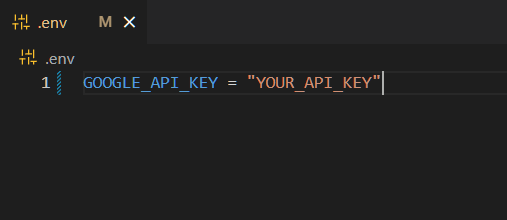 .env M
.env
1 GOOGLE_API_KEY = "YOUR_API_KEY"